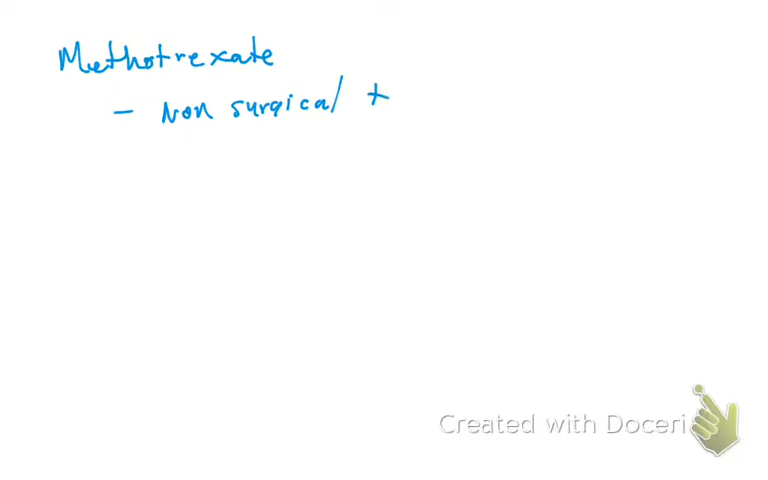 Methotrexate
- Non surgical +
Created with Doceri